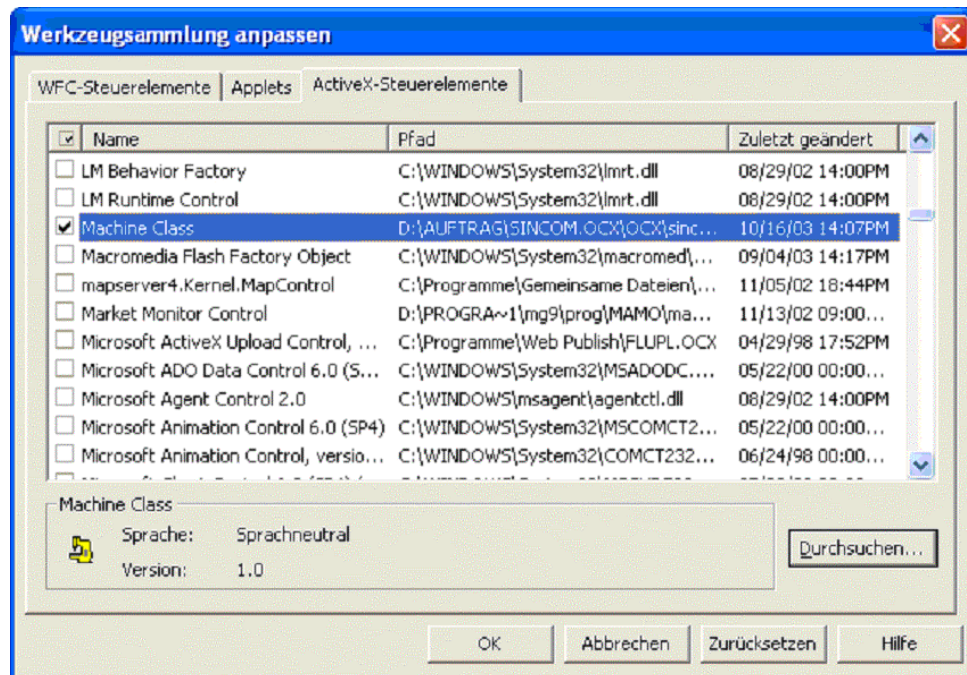 Werkzeugsammlung anpassen
WFC-Steuerelemente Applets ActiveX-Steuerelemente
Name Pfad Zuletzt geändert
LM Behavior Factory C:\WINDOWS\System32\lmrt.dll 08/29/02 14:00PM
LM Runtime Control C:\WINDOWS\System32\lmrt.dll 08/29/02 14:00PM
Machine Class D:\AUFTRAG\SINCOM.OCX\OCX\sinc... 10/16/03 14:07PM
Macromedia Flash Factory Object C:\WINDOWS\System32\macromed\... 09/04/03 14:17PM
mapserver4.Kernel.MapControl C:\Programme\Gemeinsame Dateien\... 11/05/02 18:44PM
Market Monitor Control D:\PROGRA~1\mg9\prog\MAMO\ma... 11/13/02 09:00...
Microsoft ActiveX Upload Control, ... C:\Programme\Web Publish\FLUPL.OCX 04/29/98 17:52PM
Microsoft ADO Data Control 6.0 (S... C:\WINDOWS\System32\MSADODC.... 05/22/00 00:00...
Microsoft Agent Control 2.0 C:\WINDOWS\msagent\agentctl.dll 08/29/02 14:00PM
Microsoft Animation Control 6.0 (SP4) C:\WINDOWS\System32\MSCOMCT2... 05/22/00 00:00...
Microsoft Animation Control, versio... C:\WINDOWS\System32\COMCT232... 06/24/98 00:00...
Machine Class
Sprache: Sprachneutral
Version: 1.0
Durchsuchen...
OK Abbrechen Zurücksetzen Hilfe